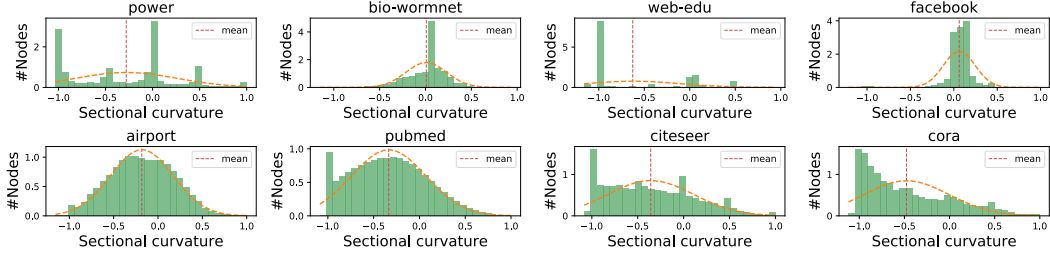 power
#Nodes
2
0
mean
−1.0 −0.5 0.0 0.5 1.0
Sectional curvature
bio-wormnet
#Nodes
4
2
0
mean
−1.0 −0.5 0.0 0.5 1.0
Sectional curvature
web-edu
#Nodes
5
0
mean
−1.0 −0.5 0.0 0.5 1.0
Sectional curvature
facebook
#Nodes
2
0
mean
−1.0 −0.5 0.0 0.5 1.0
Sectional curvature
airport
#Nodes
1.0
0.5
0.0
mean
−1.0 −0.5 0.0 0.5 1.0
Sectional curvature
pubmed
#Nodes
1.0
0.5
0.0
mean
−1.0 −0.5 0.0 0.5 1.0
Sectional curvature
citeseer
#Nodes
1
0
mean
−1.0 −0.5 0.0 0.5 1.0
Sectional curvature
cora
#Nodes
1
0
mean
−1.0 −0.5 0.0 0.5 1.0
Sectional curvature